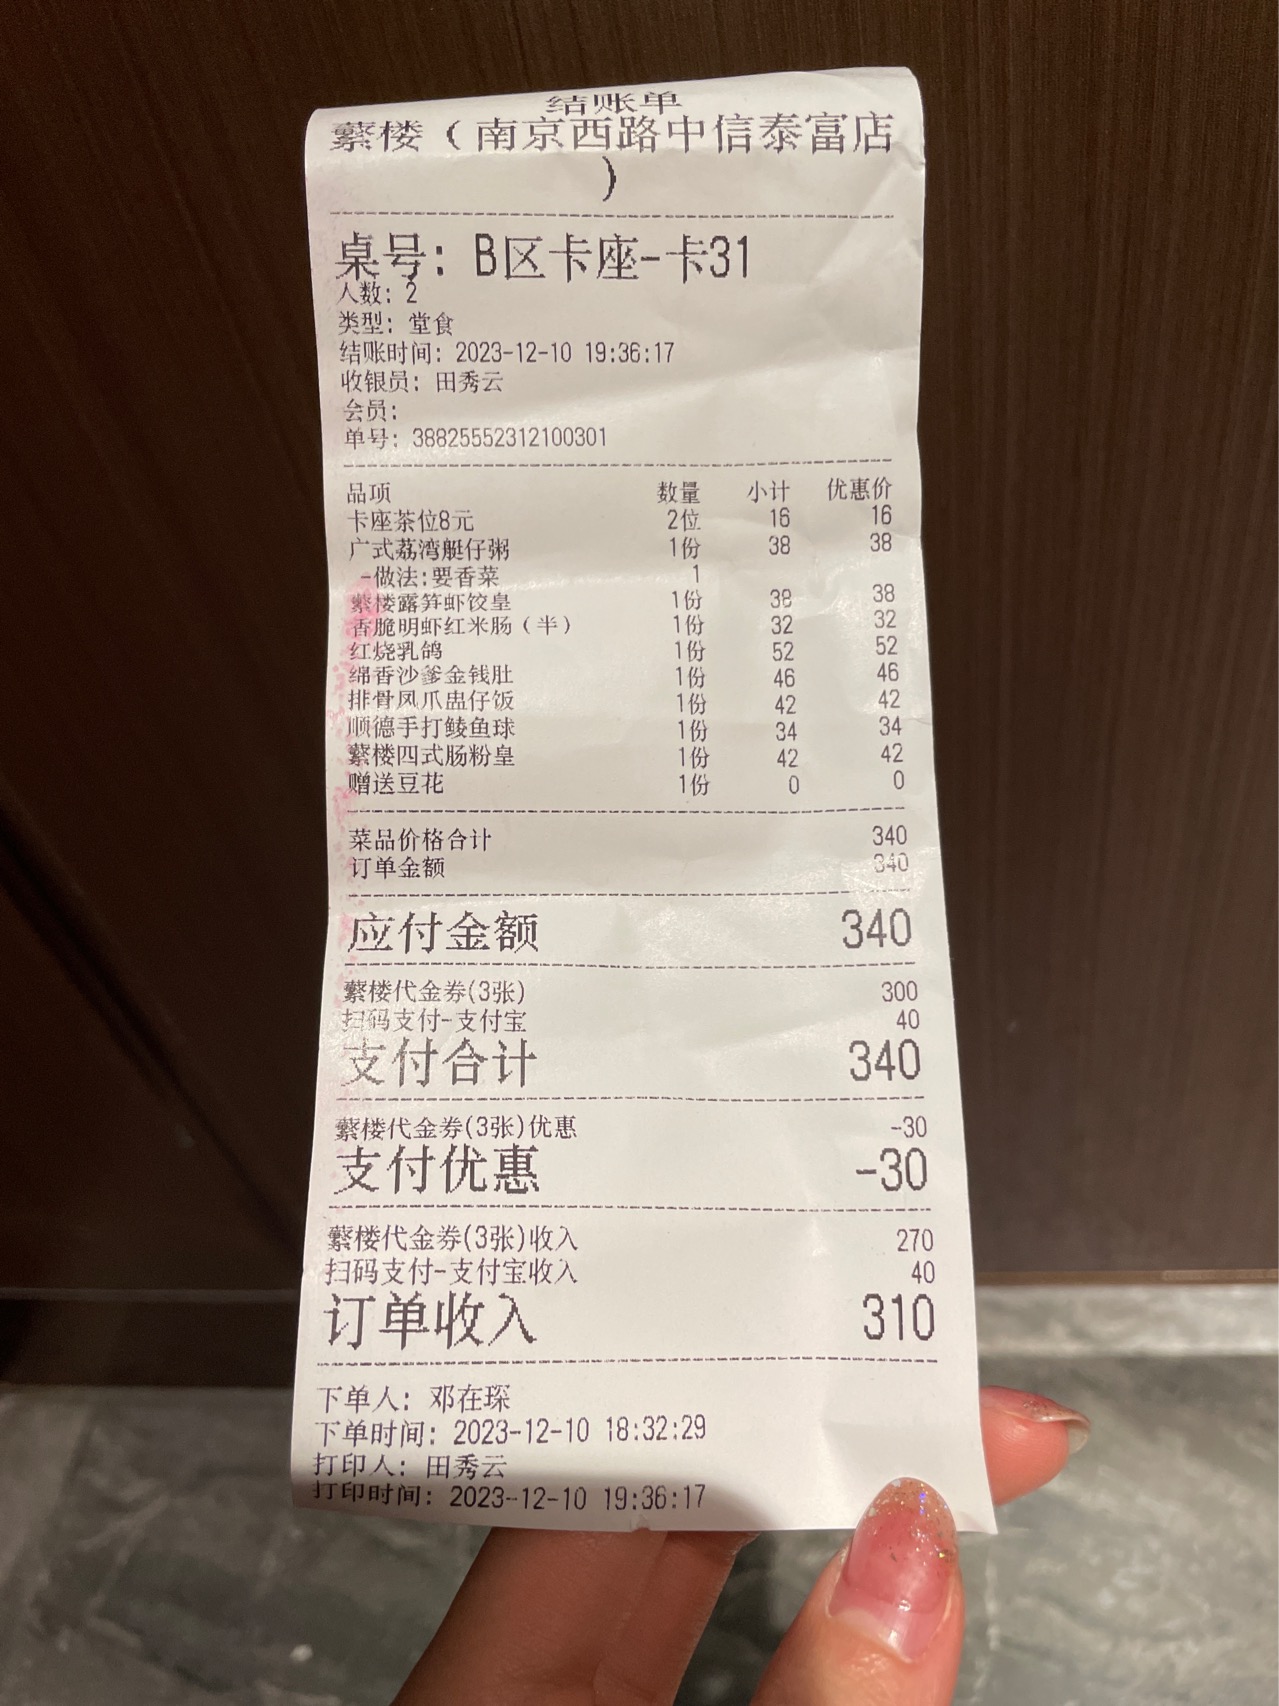 结账单
蘩楼（南京西路中信泰富店
）
桌号: B区卡座-卡31
人数: 2
类型: 堂食
结账时间: 2023-12-10 19:36:17
收银员: 田秀云
会员:
单号: 38825552312100301
品项 数量 小计 优惠价
卡座茶位8元 2位 16 16
广式荔湾艇仔粥 1份 38 38
-做法:要香菜 1
蘩楼露笋虾饺皇 1份 38 38
香脆明虾红米肠（半） 1份 32 32
红烧乳鸽 1份 52 52
绵香沙爹金钱肚 1份 46 46
排骨凤爪盅仔饭 1份 42 42
顺德手打鲮鱼球 1份 34 34
蘩楼四式肠粉皇 1份 42 42
赠送豆花 1份 0 0
菜品价格合计 340
订单金额 340
应付金额 340
蘩楼代金券(3张) 300
扫码支付-支付宝 40
支付合计 340
蘩楼代金券(3张)优惠 -30
支付优惠 -30
蘩楼代金券(3张)收入 270
扫码支付-支付宝收入 40
订单收入 310
下单人: 邓在琛
下单时间: 2023-12-10 18:32:29
打印人: 田秀云
打印时间: 2023-12-10 19:36:17